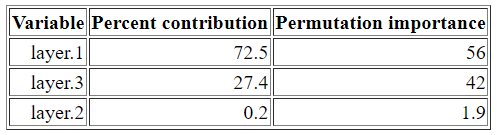 Variable Percent contribution Permutation importance
layer.1 72.5 56
layer.3 27.4 42
layer.2 0.2 1.9